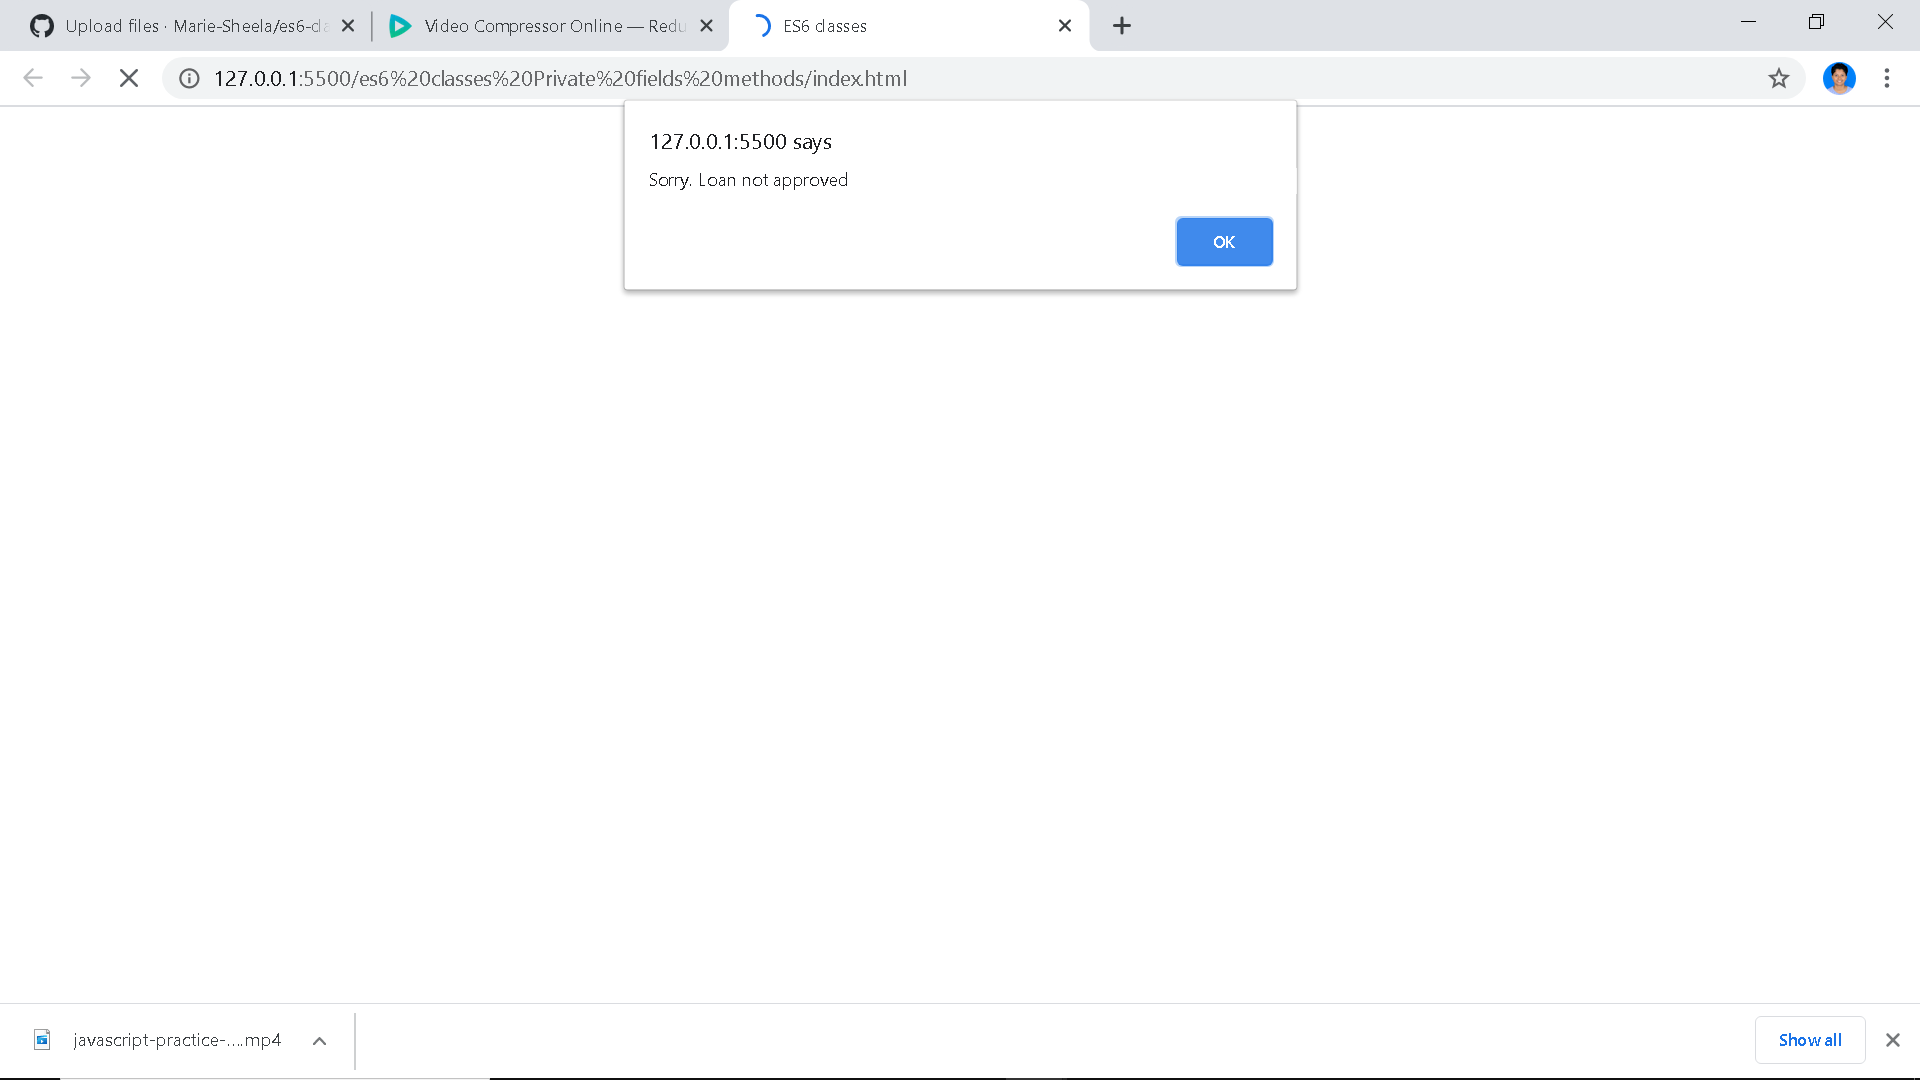 Upload files · Marie-Sheela/es6-cla
Video Compressor Online — Redu
ES6 classes
127.0.0.1:5500/es6%20classes%20Private%20fields%20methods/index.html
127.0.0.1:5500 says
Sorry. Loan not approved
OK
javascript-practice-....mp4
Show all